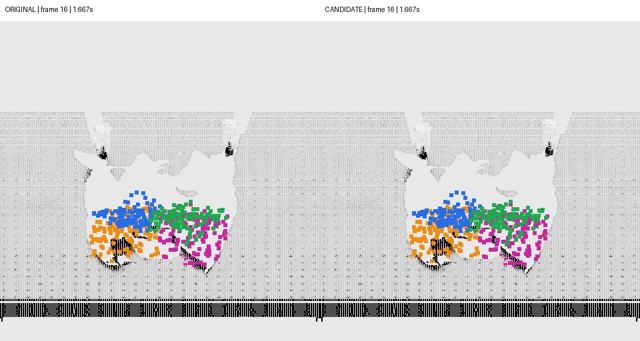 ORIGINAL | frame 16 | 1.667s
CANDIDATE | frame 16 | 1.667s